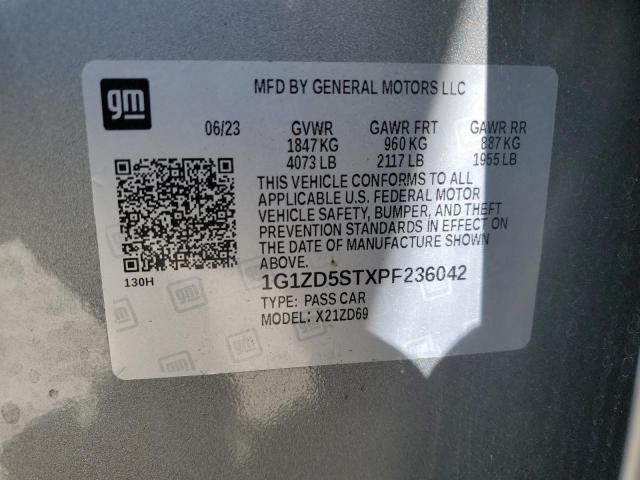 gm
MFD BY GENERAL MOTORS LLC
06/23 GVWR GAWR FRT GAWR RR
1847 KG 960 KG 887 KG
4073 LB 2117 LB 1955 LB
THIS VEHICLE CONFORMS TO ALL
APPLICABLE U.S. FEDERAL MOTOR
VEHICLE SAFETY, BUMPER, AND THEFT
PREVENTION STANDARDS IN EFFECT ON
THE DATE OF MANUFACTURE SHOWN
ABOVE.
130H
1G1ZD5STXPF236042
TYPE: PASS CAR
MODEL: X21ZD69